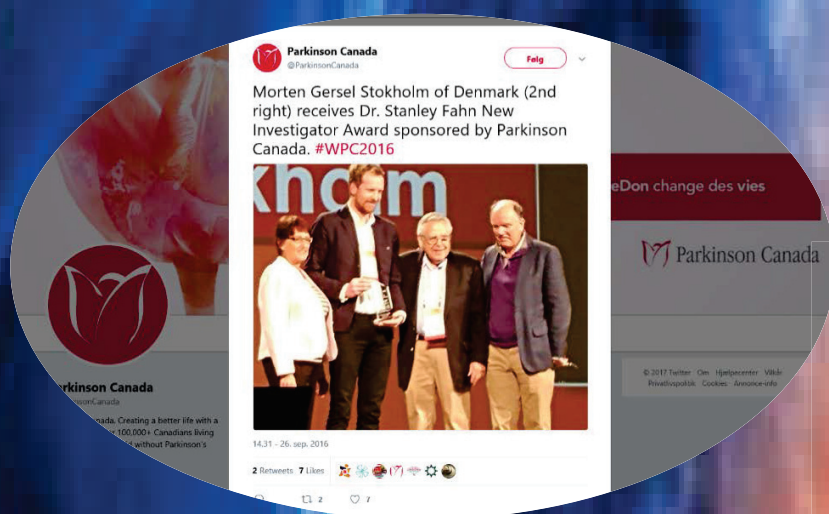 Parkinson Canada
@ParkinsonCanada
Følg
Morten Gersel Stokholm of Denmark (2nd
right) receives Dr. Stanley Fahn New
Investigator Award sponsored by Parkinson
Canada. #WPC2016
kholm
14.31 - 26. sep. 2016
2 Retweets 7 Likes
2 7
eDon change des vies
Parkinson Canada
© 2017 Twitter Om Hjælpecenter Vilkår
Privatlivspolitik Cookies Annonce-info
rkinson Canada
nsonCanada
nada. Creating a better life with a
100,000+ Canadians living
without Parkinson's